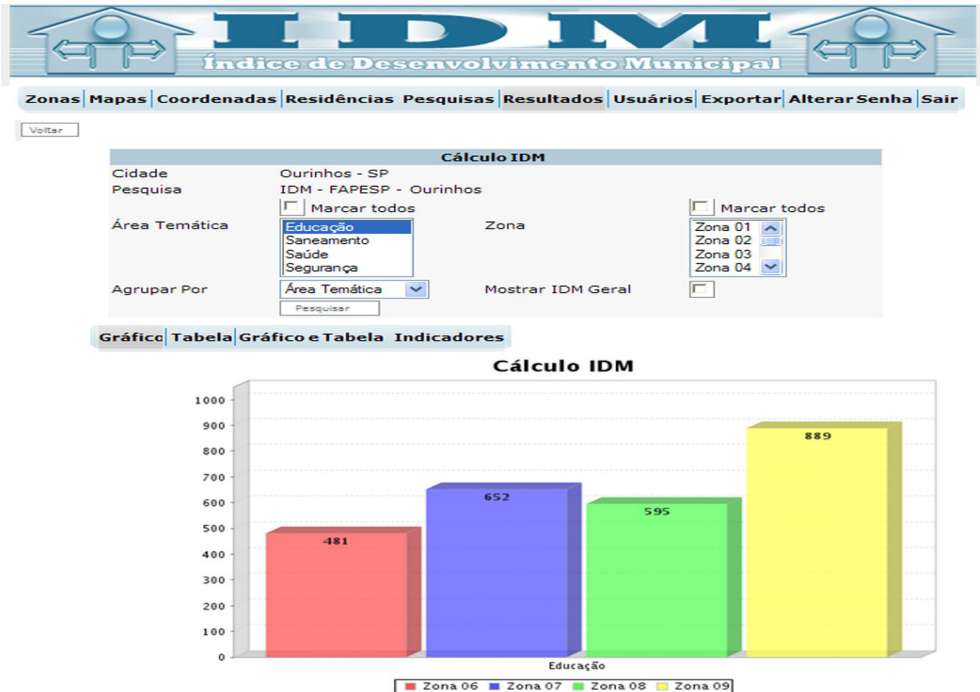 IDM
Índice de Desenvolvimento Municipal
Zonas Mapas Coordenadas Residências Pesquisas Resultados Usuários Exportar Alterar Senha Sair
Voltar
Cálculo IDM
Cidade Ourinhos - SP
Pesquisa IDM - FAPESP - Ourinhos
Marcar todos Marcar todos
Área Temática Educação Zona Zona 01
Saneamento Zona 02
Saúde Zona 03
Segurança Zona 04
Agrupar Por Área Temática Mostrar IDM Geral
Pesquisar
Gráfico Tabela Gráfico e Tabela Indicadores
Cálculo IDM
1000
900
889
800
700
652
600
595
500
481
400
300
200
100
0
Educação
Zona 06 Zona 07 Zona 08 Zona 09